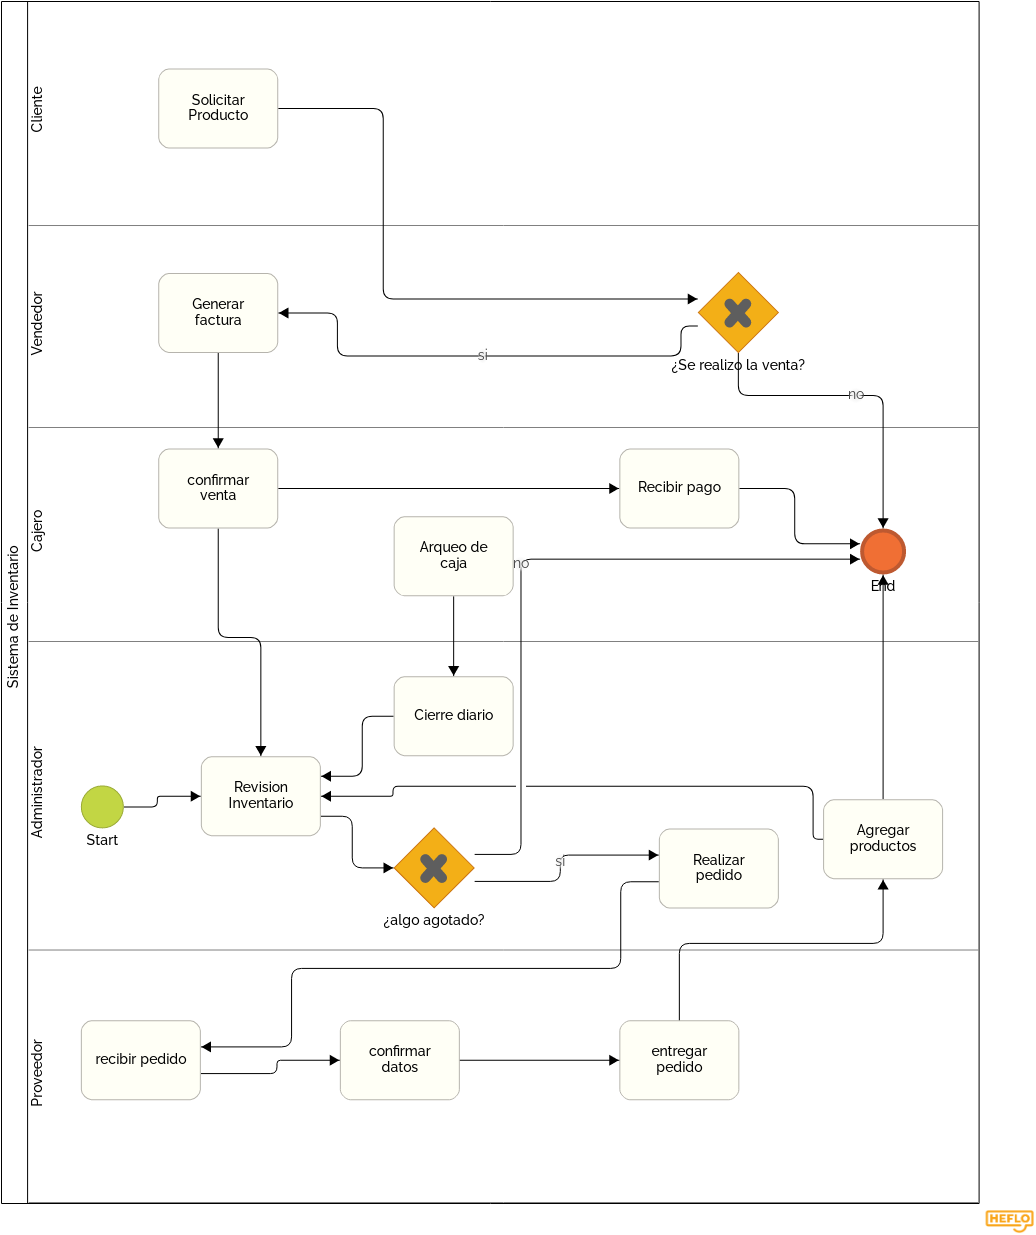 Sistema de Inventario
Cliente
Solicitar
Producto
Vendedor
Generar
factura
si
¿Se realizo la venta?
no
Cajero
confirmar
venta
Recibir pago
Arqueo de
caja
no
End
Administrador
Cierre diario
Revision
Inventario
Start
¿algo agotado?
si
Realizar
pedido
Agregar
productos
Proveedor
recibir pedido
confirmar
datos
entregar
pedido
HEFLO